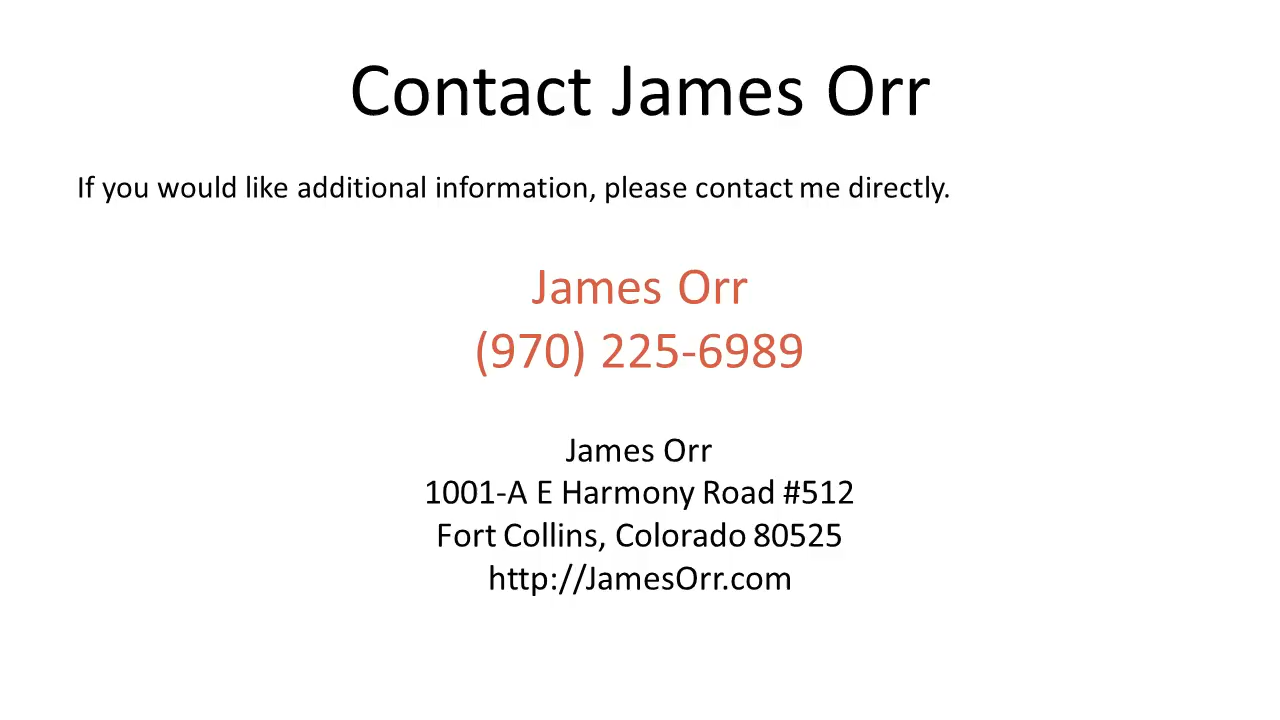 Contact James Orr
If you would like additional information, please contact me directly.
James Orr
(970) 225-6989
James Orr
1001-A E Harmony Road #512
Fort Collins, Colorado 80525
http://JamesOrr.com